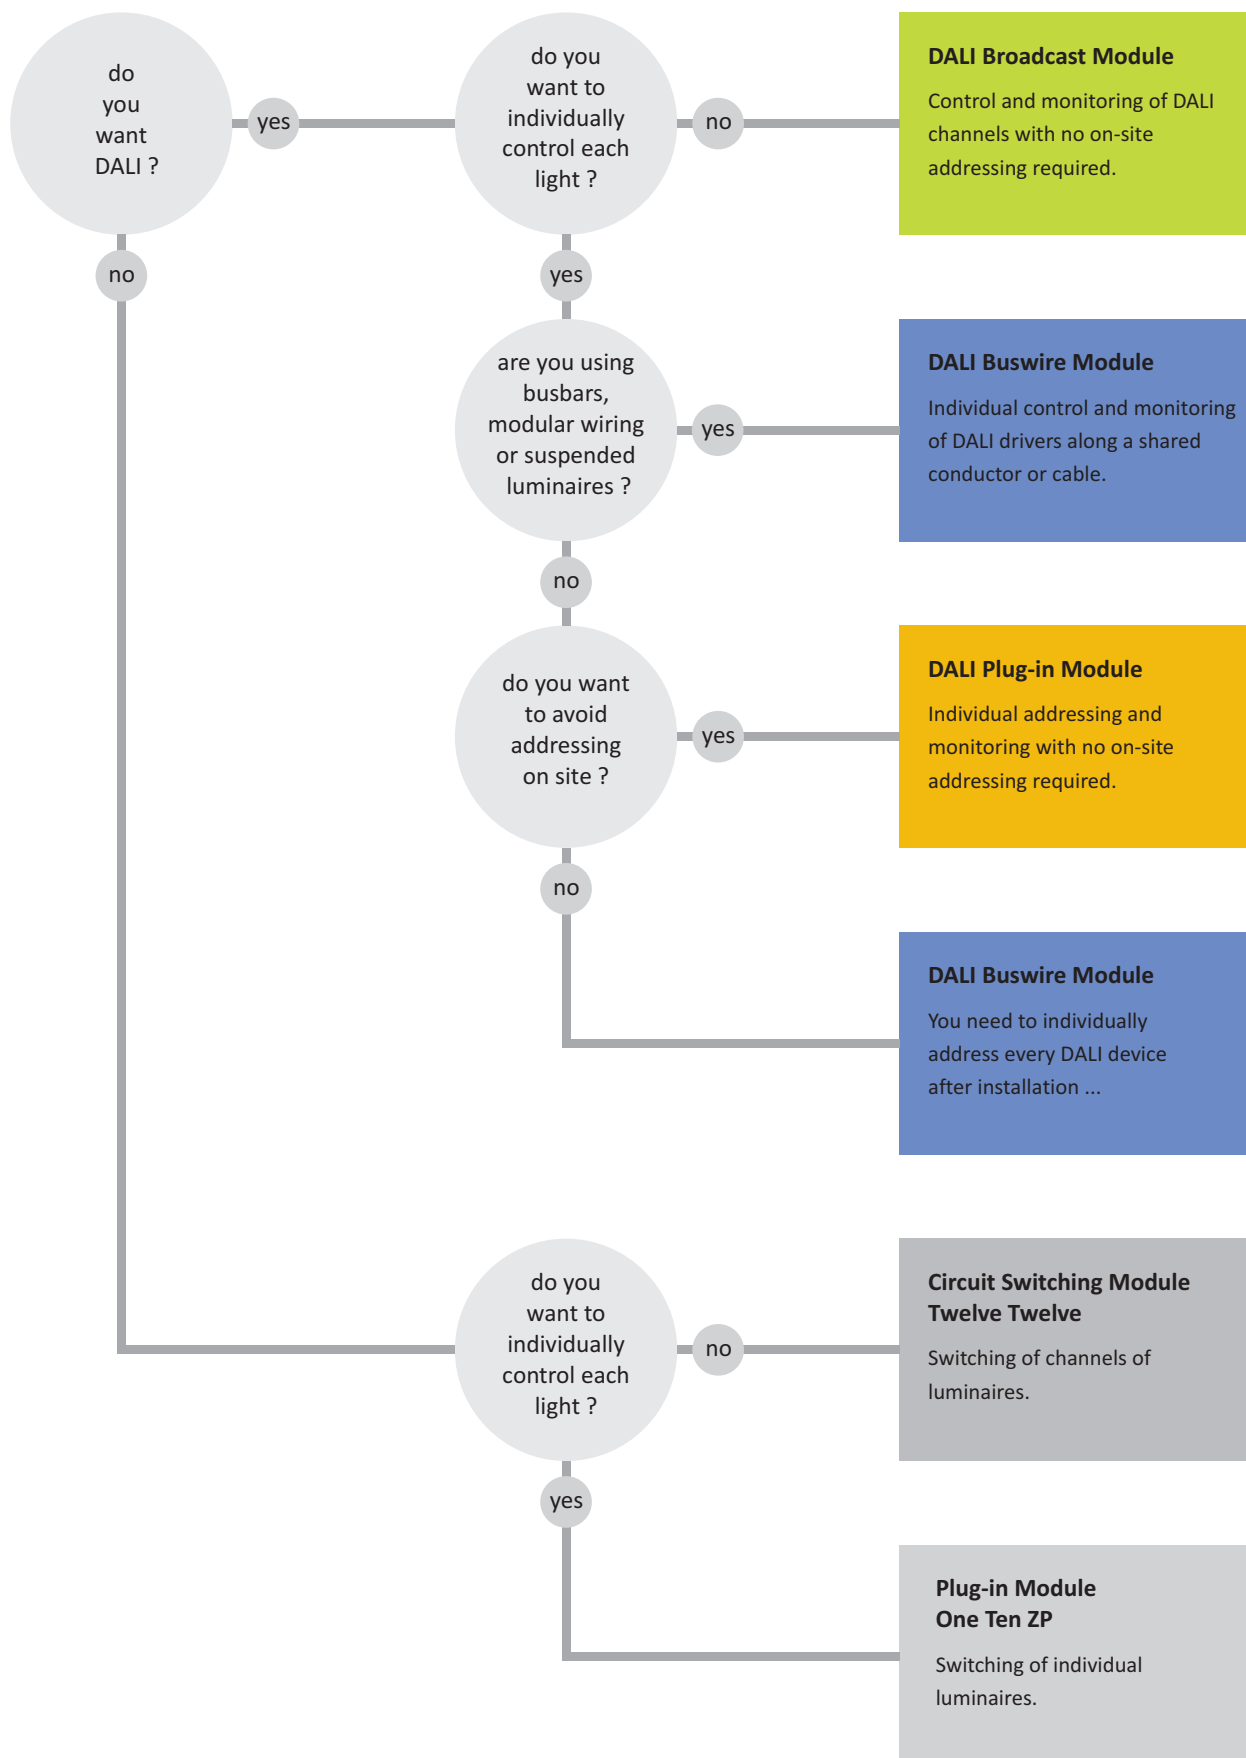 do
you
want
DALI ?
yes
do you
want to
individually
control each
light ?
no
DALI Broadcast Module
Control and monitoring of DALI
channels with no on-site
addressing required.
no
yes
are you using
busbars,
modular wiring
or suspended
luminaires ?
yes
DALI Buswire Module
Individual control and monitoring
of DALI drivers along a shared
conductor or cable.
no
do you want
to avoid
addressing
on site ?
yes
DALI Plug-in Module
Individual addressing and
monitoring with no on-site
addressing required.
no
DALI Buswire Module
You need to individually
address every DALI device
after installation ...
do you
want to
individually
control each
light ?
no
Circuit Switching Module
Twelve Twelve
Switching of channels of
luminaires.
yes
Plug-in Module
One Ten ZP
Switching of individual
luminaires.